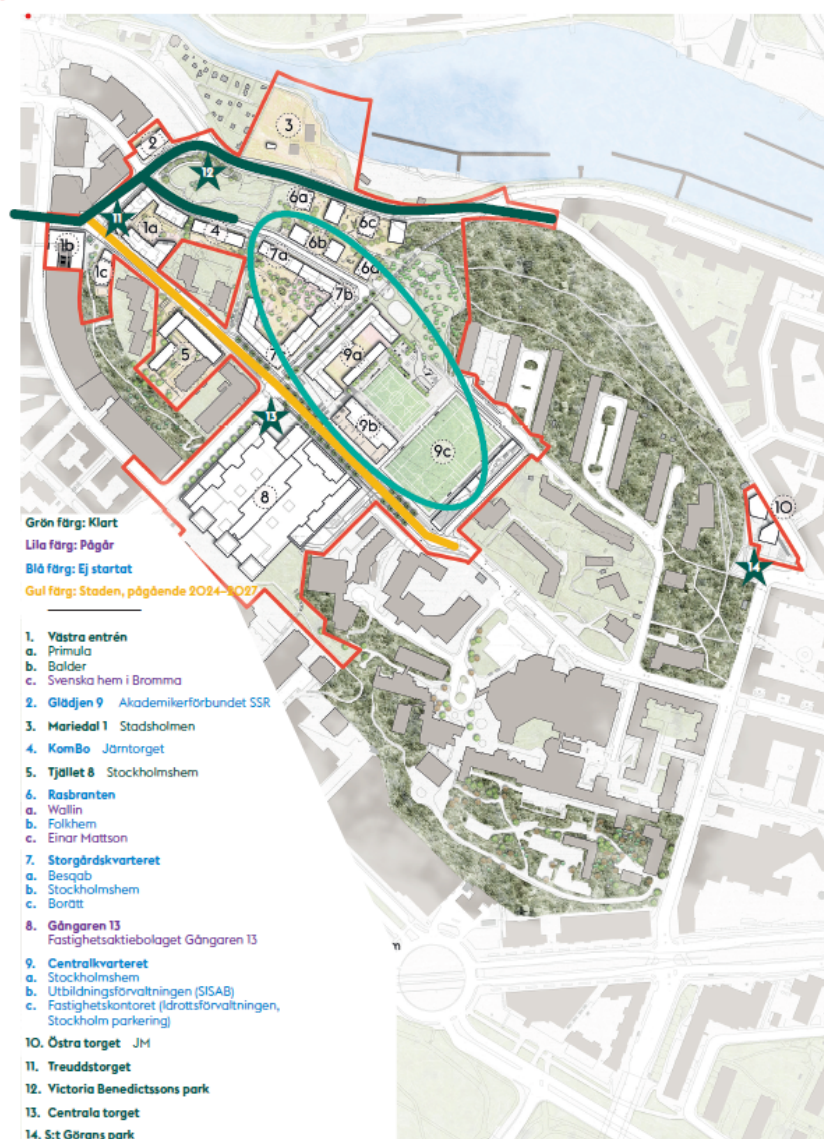 3
2
12
6a
11
1a
4
6c
6b
1b
7a
6d
1c
7b
5
9a
7c
13
9b
9c
8
10
14
Grön färg: Klart
Lila färg: Pågår
Blå färg: Ej startat
Gul färg: Staden, pågående 2024–2027
1. Västra entrén
a. Primula
b. Balder
c. Svenska hem i Bromma
2. Glädjen 9 Akademikerförbundet SSR
3. Mariedal 1 Stadsholmen
4. KomBo Järntorget
5. Tjället 8 Stockholmshem
6. Rasbranten
a. Wallin
b. Folkhem
c. Einar Mattson
7. Storgårdskvarteret
a. Besqab
b. Stockholmshem
c. Borätt
8. Gångaren 13
Fastighetsaktiebolaget Gångaren 13
m
9. Centralkvarteret
a. Stockholmshem
b. Utbildningsförvaltningen (SISAB)
c. Fastighetskontoret (Idrottsförvaltningen,
Stockholm parkering)
10. Östra torget JM
11. Treuddstorget
12. Victoria Benedictssons park
13. Centrala torget
14. S:t Görans park